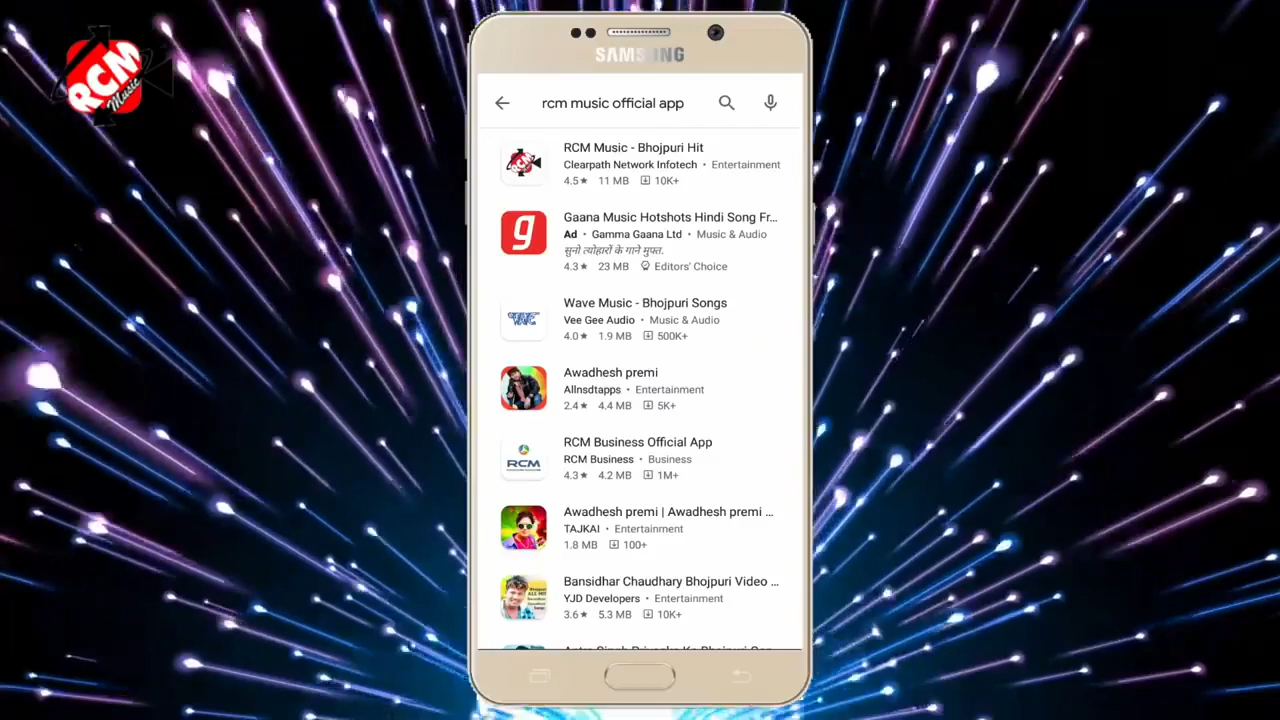 RCM
Music
SAMSUNG
rcm music official app
RCM Music - Bhojpuri Hit
Clearpath Network Infotech • Entertainment
4.5★ 11 MB 10K+
g
Gaana Music Hotshots Hindi Song Fr...
Ad • Gamma Gaana Ltd • Music & Audio
सुनो त्योहारों के गाने मुफ्त.
4.3★ 23 MB Editors' Choice
Wave Music - Bhojpuri Songs
Vee Gee Audio • Music & Audio
4.0★ 1.9 MB 500K+
Awadhesh premi
Allnsdtapps • Entertainment
2.4★ 4.4 MB 5K+
RCM
RCM Business Official App
RCM Business • Business
4.3★ 4.2 MB 1M+
Awadhesh premi | Awadhesh premi ...
TAJKAI • Entertainment
1.8 MB 100+
Bansidhar Chaudhary Bhojpuri Video ...
YJD Developers • Entertainment
3.6★ 5.3 MB 10K+